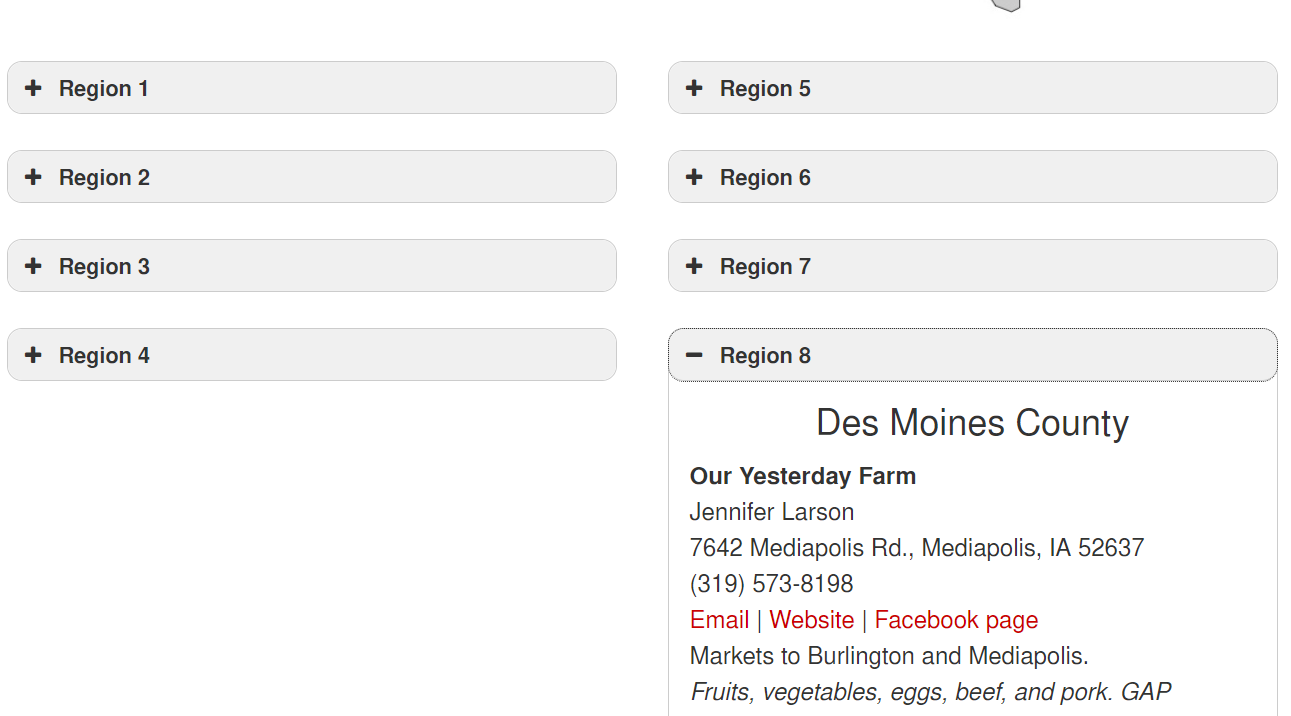 Region 1
Region 2
Region 3
Region 4
Region 5
Region 6
Region 7
Region 8
Des Moines County
Our Yesterday Farm
Jennifer Larson
7642 Mediapolis Rd., Mediapolis, IA 52637
(319) 573-8198
Email | Website | Facebook page
Markets to Burlington and Mediapolis.
Fruits, vegetables, eggs, beef, and pork. GAP